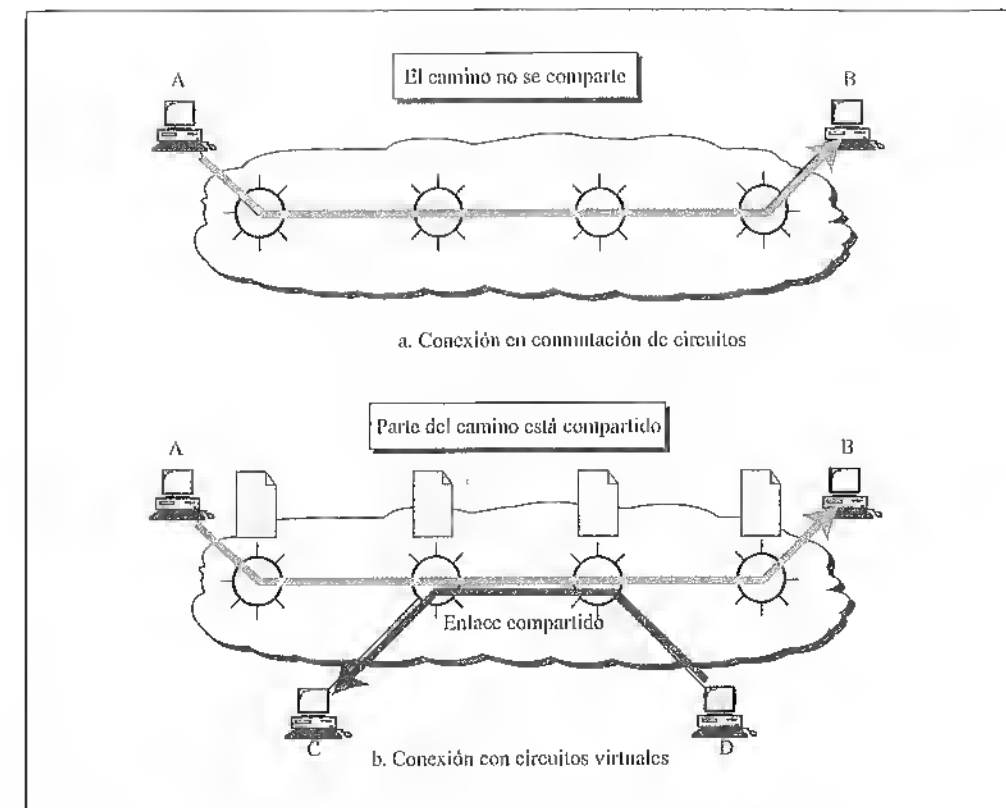 El camino no se comparte
A
B
a. Conexión en conmutación de circuitos
Parte del camino está compartido
A
B
Enlace compartido
C
D
b. Conexión con circuitos virtuales